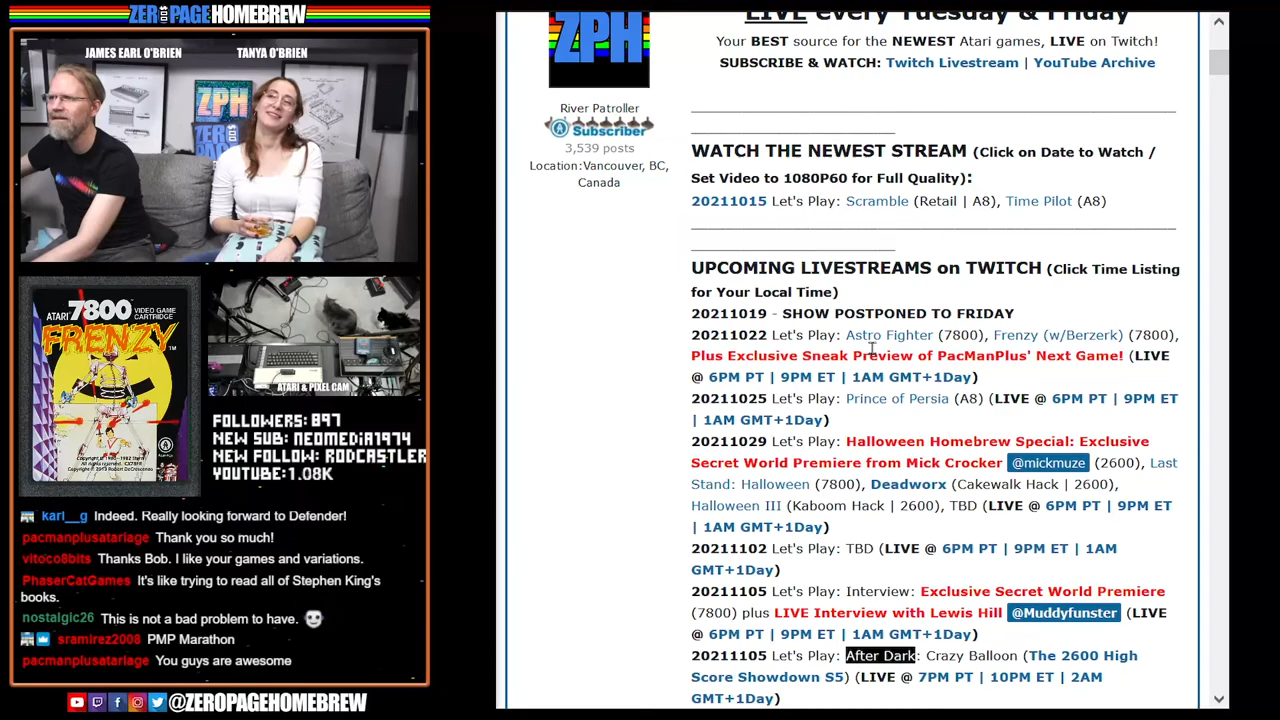 ZERO PAGE HOMEBREW
JAMES EARL O'BRIEN
TANYA O'BRIEN
ZPH
ATARI 7800 VIDEO GAME CARTRIDGE
FRENZY
ATARI & PIXEL CAM
FOLLOWERS: 897
NEW SUB: NEOMEDIA1974
NEW FOLLOW: RODCASTLER
YOUTUBE:1.08K
karl__g Indeed. Really looking forward to Defender!
pacmanplusatariage Thank you so much!
vitoco8bits Thanks Bob. I like your games and variations.
PhaserCatGames It's like trying to read all of Stephen King's
books.
nostalgic26 This is not a bad problem to have.
sramirez2008 PMP Marathon
pacmanplusatariage You guys are awesome
@ZEROPAGEHOMEBREW
LIVE every Tuesday & Friday
ZPH
Your BEST source for the NEWEST Atari games, LIVE on Twitch!
SUBSCRIBE & WATCH: Twitch Livestream | YouTube Archive
River Patroller
Subscriber
3,539 posts
Location:Vancouver, BC,
Canada
WATCH THE NEWEST STREAM (Click on Date to Watch /
Set Video to 1080P60 for Full Quality):
20211015 Let's Play: Scramble (Retail | A8), Time Pilot (A8)
UPCOMING LIVESTREAMS on TWITCH (Click Time Listing
for Your Local Time)
20211019 - SHOW POSTPONED TO FRIDAY
20211022 Let's Play: Astro Fighter (7800), Frenzy (w/Berzerk) (7800),
Plus Exclusive Sneak Preview of PacManPlus' Next Game! (LIVE
@ 6PM PT | 9PM ET | 1AM GMT+1Day)
20211025 Let's Play: Prince of Persia (A8) (LIVE @ 6PM PT | 9PM ET
| 1AM GMT+1Day)
20211029 Let's Play: Halloween Homebrew Special: Exclusive
Secret World Premiere from Mick Crocker @mickmuze (2600), Last
Stand: Halloween (7800), Deadworx (Cakewalk Hack | 2600),
Halloween III (Kaboom Hack | 2600), TBD (LIVE @ 6PM PT | 9PM ET
| 1AM GMT+1Day)
20211102 Let's Play: TBD (LIVE @ 6PM PT | 9PM ET | 1AM
GMT+1Day)
20211105 Let's Play: Interview: Exclusive Secret World Premiere
(7800) plus LIVE Interview with Lewis Hill @Muddyfunster (LIVE
@ 6PM PT | 9PM ET | 1AM GMT+1Day)
20211105 Let's Play: After Dark: Crazy Balloon (The 2600 High
Score Showdown S5) (LIVE @ 7PM PT | 10PM ET | 2AM
GMT+1Day)